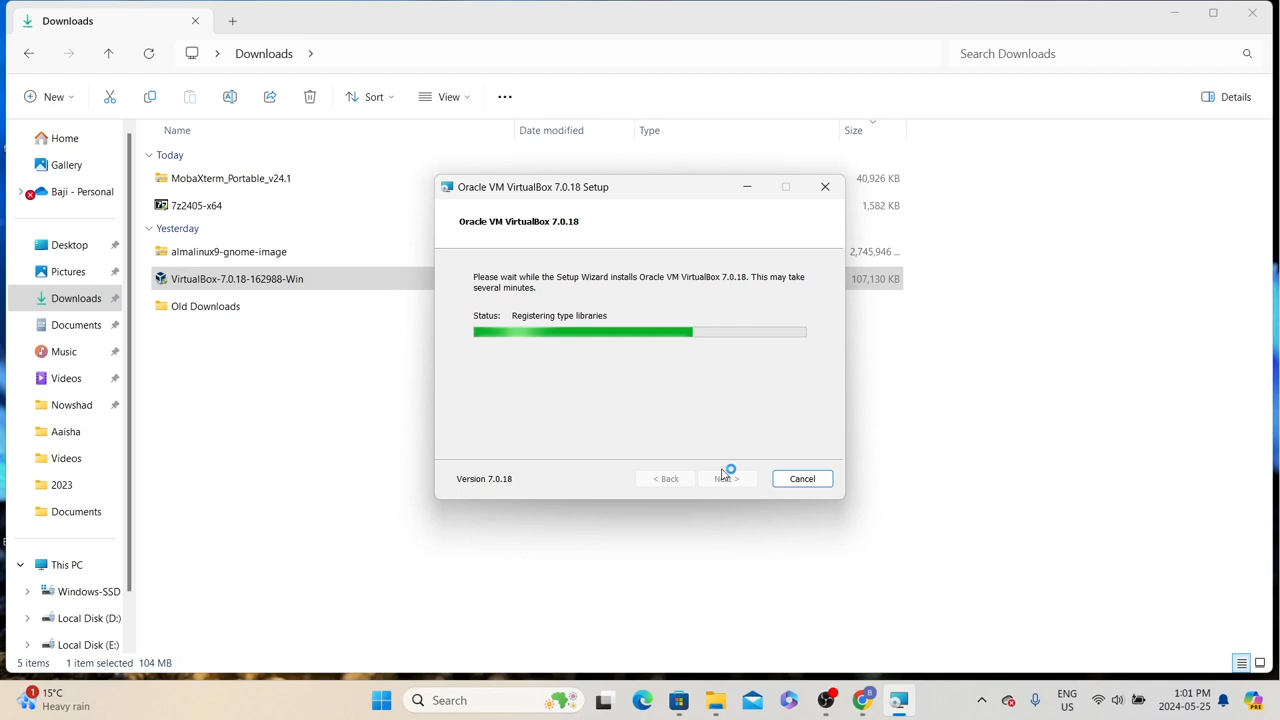 Downloads
Downloads
Search Downloads
New
Sort
View
Details
Name
Date modified
Type
Size
Home
Gallery
Baji - Personal
Desktop
Pictures
Downloads
Documents
Music
Videos
Nowshad
Aaisha
Videos
2023
Documents
This PC
Windows-SSD
Local Disk (D:)
Local Disk (E:)
Today
MobaXterm_Portable_v24.1
40,926 KB
7z2405-x64
1,582 KB
Yesterday
almalinux9-gnome-image
2,745,946 ...
VirtualBox-7.0.18-162988-Win
107,130 KB
Old Downloads
Oracle VM VirtualBox 7.0.18 Setup
Oracle VM VirtualBox 7.0.18
Please wait while the Setup Wizard installs Oracle VM VirtualBox 7.0.18. This may take
several minutes.
Status: Registering type libraries
Version 7.0.18
< Back
Next >
Cancel
5 items 1 item selected 104 MB
1
15°C
Heavy rain
Search
B
ENG
US
1:01 PM
2024-05-25
PRE